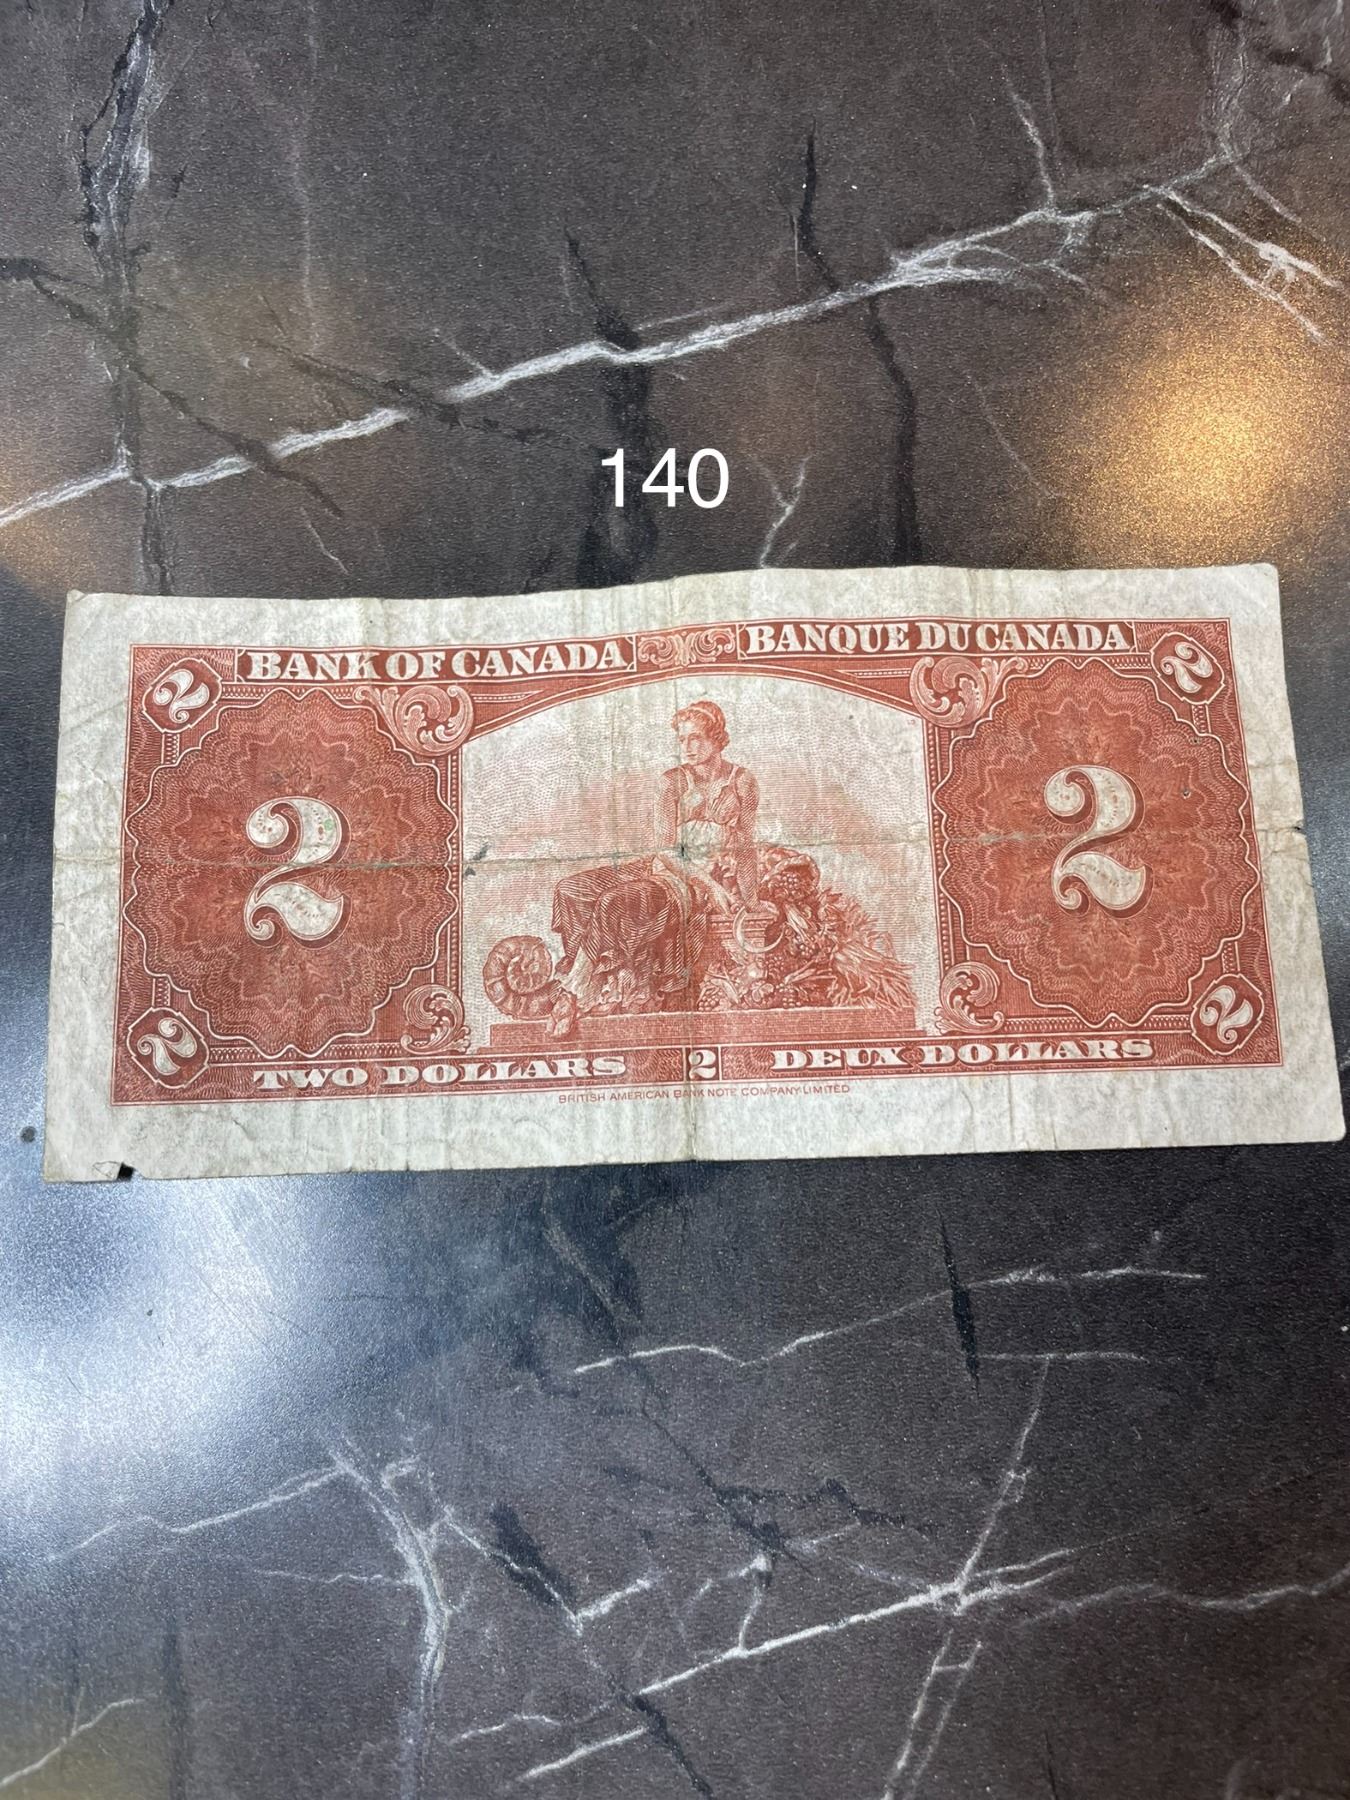 140
BANK OF CANADA BANQUE DU CANADA
2 2
2 2
2 2
TWO DOLLARS 2 DEUX DOLLARS
BRITISH AMERICAN BANK NOTE COMPANY LIMITED